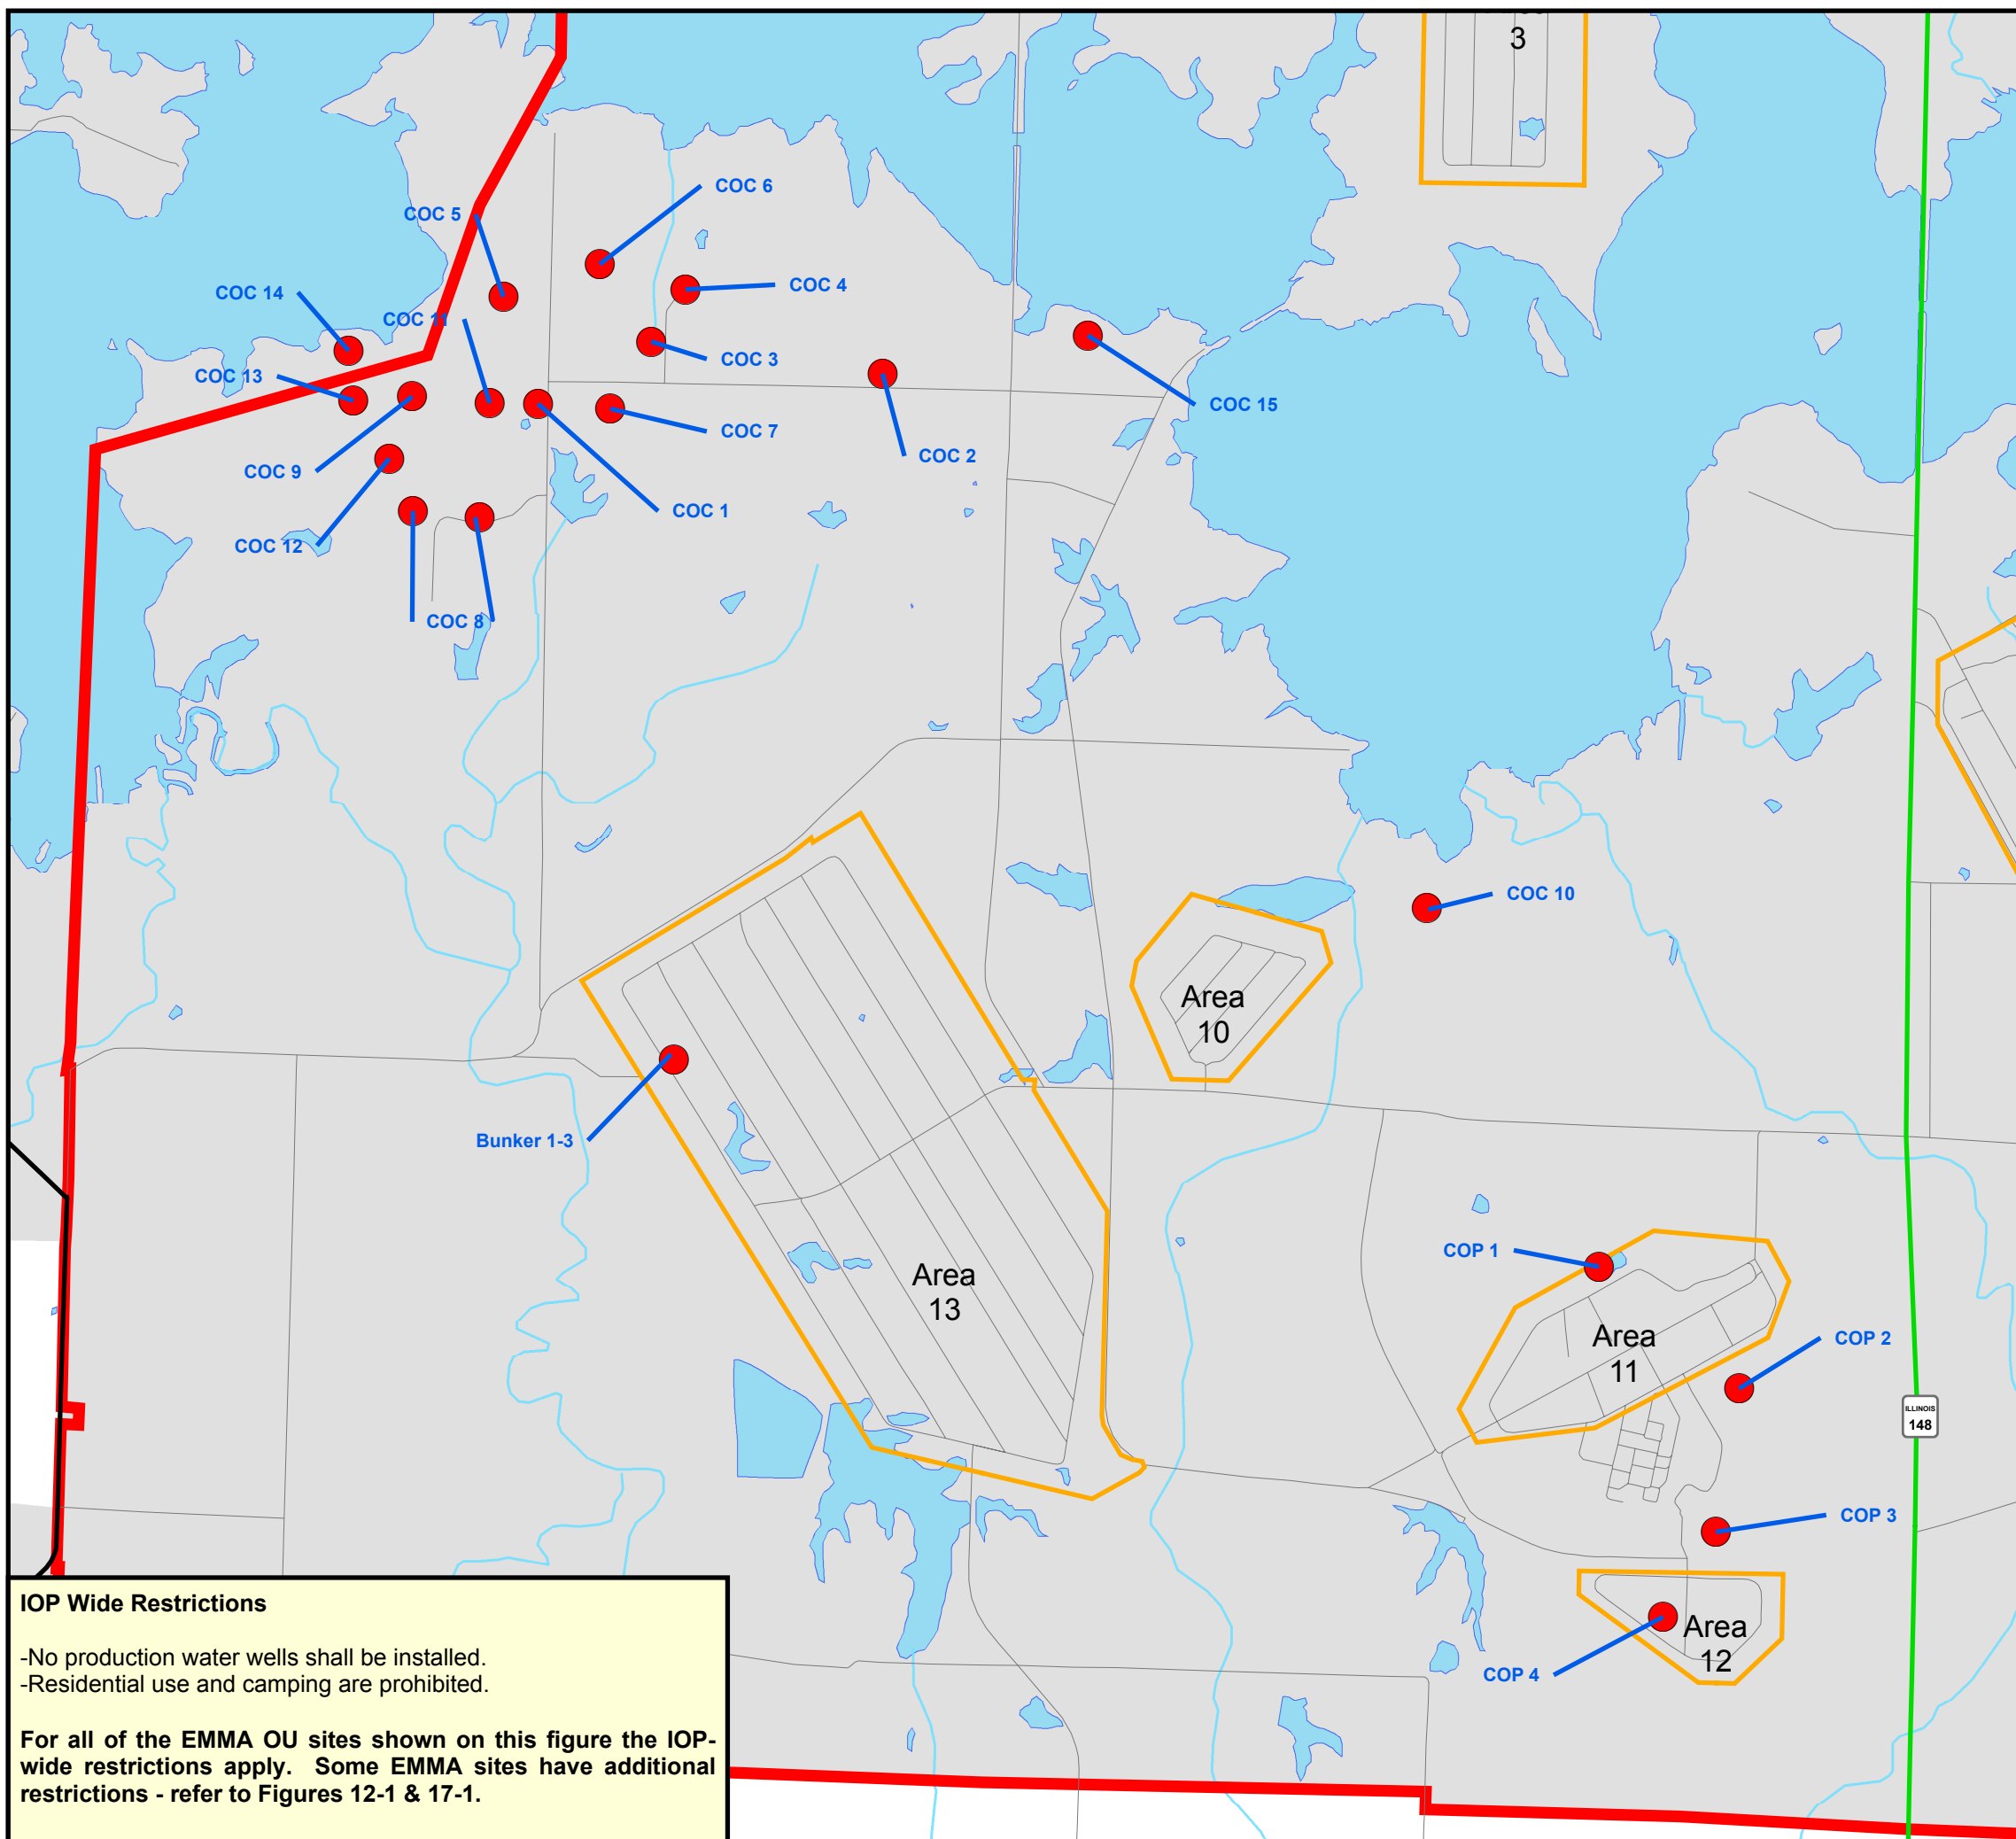 3
COC 6
COC 5
COC 4
COC 14
COC 11
COC 3
COC 13
COC 15
COC 7
COC 2
COC 9
COC 1
COC 12
COC 8
COC 10
Area
10
Bunker 1-3
COP 1
Area
13
Area
11
COP 2
ILLINOIS
148
COP 3
Area
12
COP 4
IOP Wide Restrictions
-No production water wells shall be installed.
-Residential use and camping are prohibited.
For all of the EMMA OU sites shown on this figure the IOP-
wide restrictions apply. Some EMMA sites have additional
restrictions - refer to Figures 12-1 & 17-1.